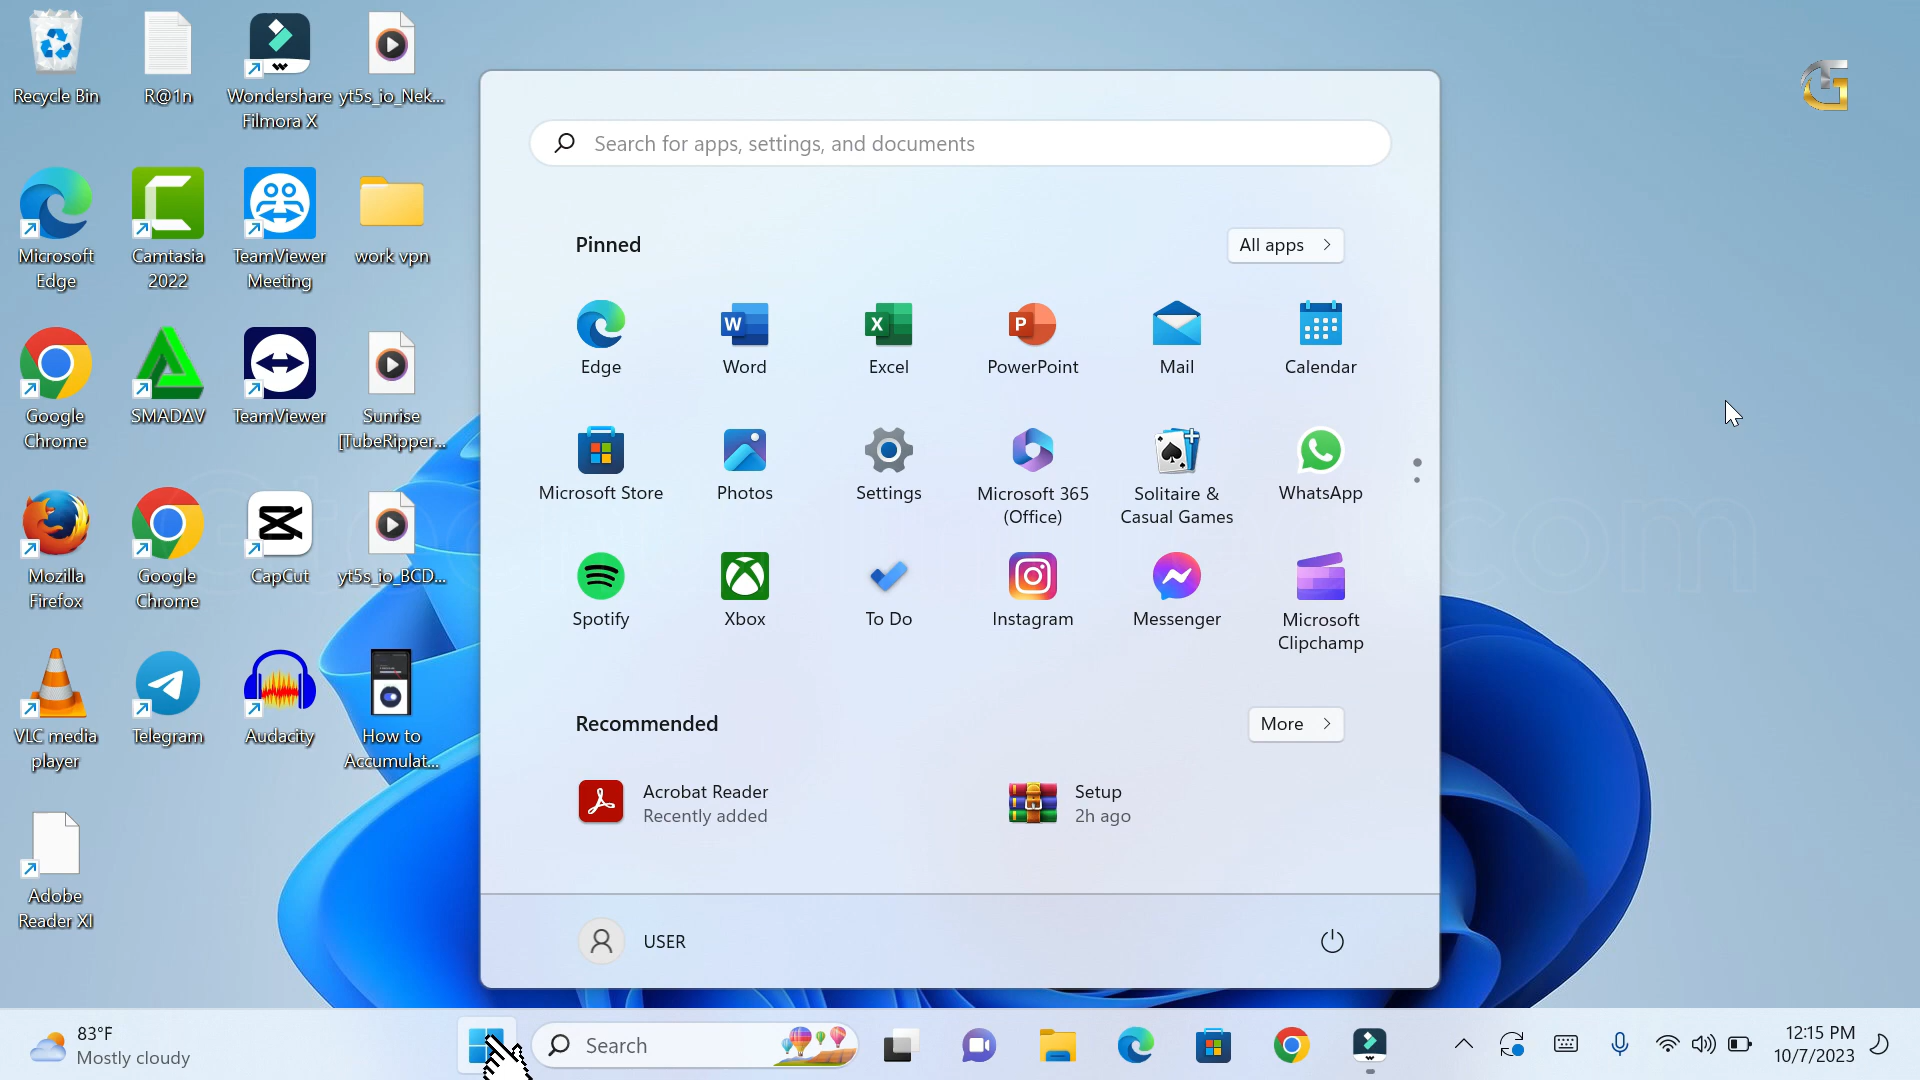 Recycle Bin
R@1n
Wondershare
Filmora X
yt5s_io_Nek...
Microsoft
Edge
Camtasia
2022
TeamViewer
Meeting
work vpn
Google
Chrome
SMADΔV
TeamViewer
Sunrise
[TubeRipper...
Mozilla
Firefox
Google
Chrome
CapCut
yt5s_io_BCD...
VLC media
player
Telegram
Audacity
How to
Accumulat...
Adobe
Reader XI
Search for apps, settings, and documents
Pinned
All apps
Edge
Word
Excel
PowerPoint
Mail
Calendar
Microsoft Store
Photos
Settings
Microsoft 365
(Office)
Solitaire &
Casual Games
WhatsApp
Spotify
Xbox
To Do
Instagram
Messenger
Microsoft
Clipchamp
Recommended
More
Acrobat Reader
Recently added
Setup
2h ago
USER
83°F
Mostly cloudy
Search
12:15 PM
10/7/2023